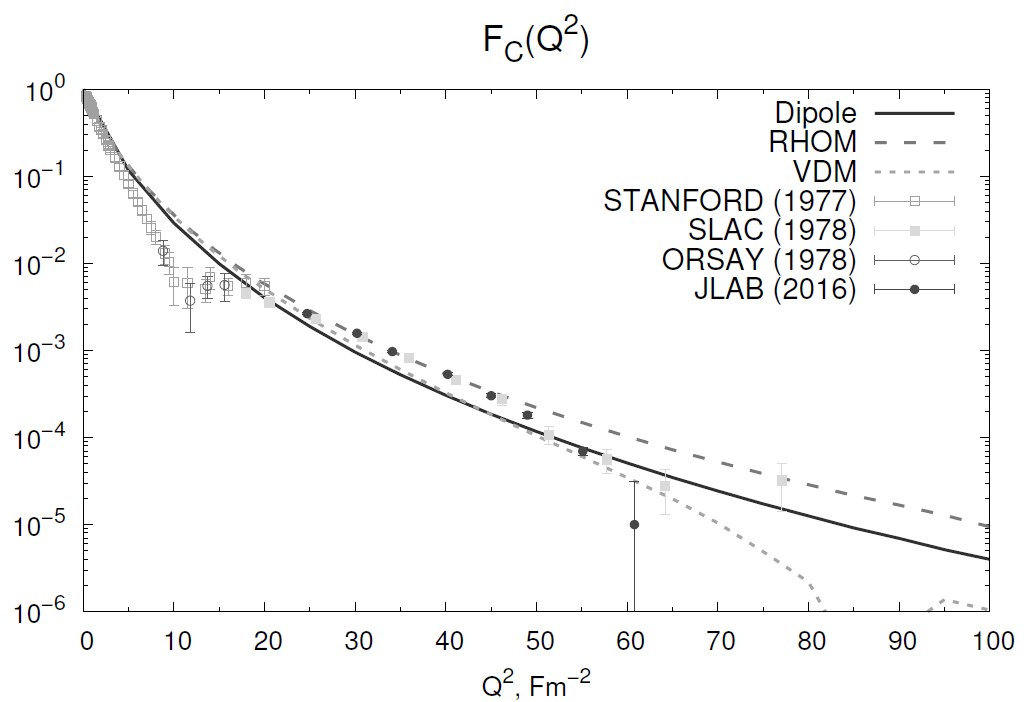 F_C(Q^2)
10^0
10^−1
10^−2
10^−3
10^−4
10^−5
10^−6
Dipole
RHOM
VDM
STANFORD (1977)
SLAC (1978)
ORSAY (1978)
JLAB (2016)
0 10 20 30 40 50 60 70 80 90 100
Q^2, Fm^−2